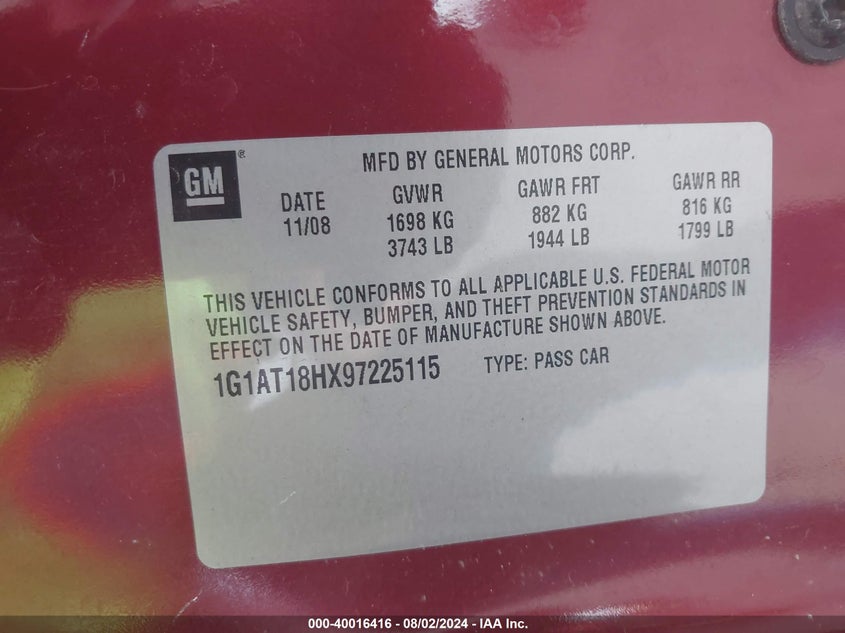 GM®
MFD BY GENERAL MOTORS CORP.
DATE GVWR GAWR FRT GAWR RR
11/08 1698 KG 882 KG 816 KG
3743 LB 1944 LB 1799 LB
THIS VEHICLE CONFORMS TO ALL APPLICABLE U.S. FEDERAL MOTOR
VEHICLE SAFETY, BUMPER, AND THEFT PREVENTION STANDARDS IN
EFFECT ON THE DATE OF MANUFACTURE SHOWN ABOVE.
1G1AT18HX97225115 TYPE: PASS CAR
000-40016416 - 08/02/2024 - IAA Inc.